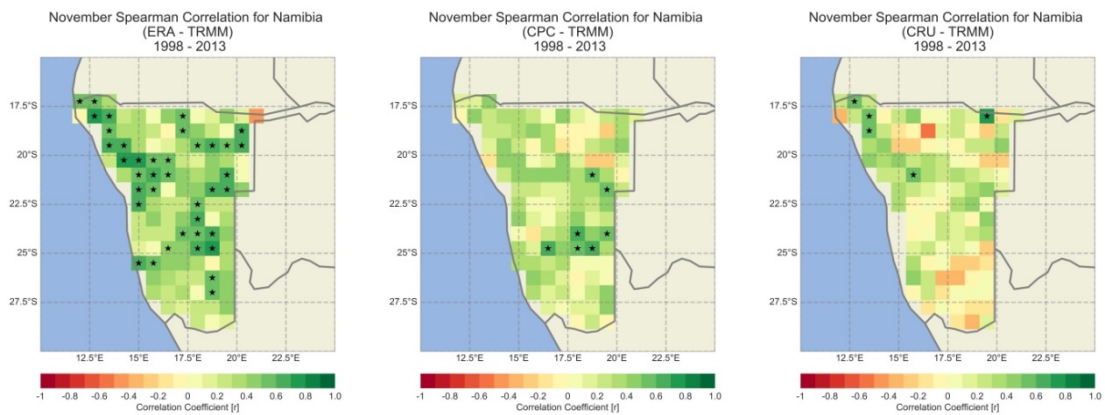 November Spearman Correlation for Namibia
(ERA - TRMM)
1998 - 2013
17.5°S
20°S
22.5°S
25°S
27.5°S
12.5°E 15°E 17.5°E 20°E 22.5°E
-1 -0.8 -0.6 -0.4 -0.2 0 0.2 0.4 0.6 0.8 1.0
Correlation Coefficient [r]
November Spearman Correlation for Namibia
(CPC - TRMM)
1998 - 2013
17.5°S
20°S
22.5°S
25°S
27.5°S
12.5°E 15°E 17.5°E 20°E 22.5°E
-1 -0.8 -0.6 -0.4 -0.2 0 0.2 0.4 0.6 0.8 1.0
Correlation Coefficient [r]
November Spearman Correlation for Namibia
(CRU - TRMM)
1998 - 2013
17.5°S
20°S
22.5°S
25°S
27.5°S
12.5°E 15°E 17.5°E 20°E 22.5°E
-1 -0.8 -0.6 -0.4 -0.2 0 0.2 0.4 0.6 0.8 1.0
Correlation Coefficient [r]